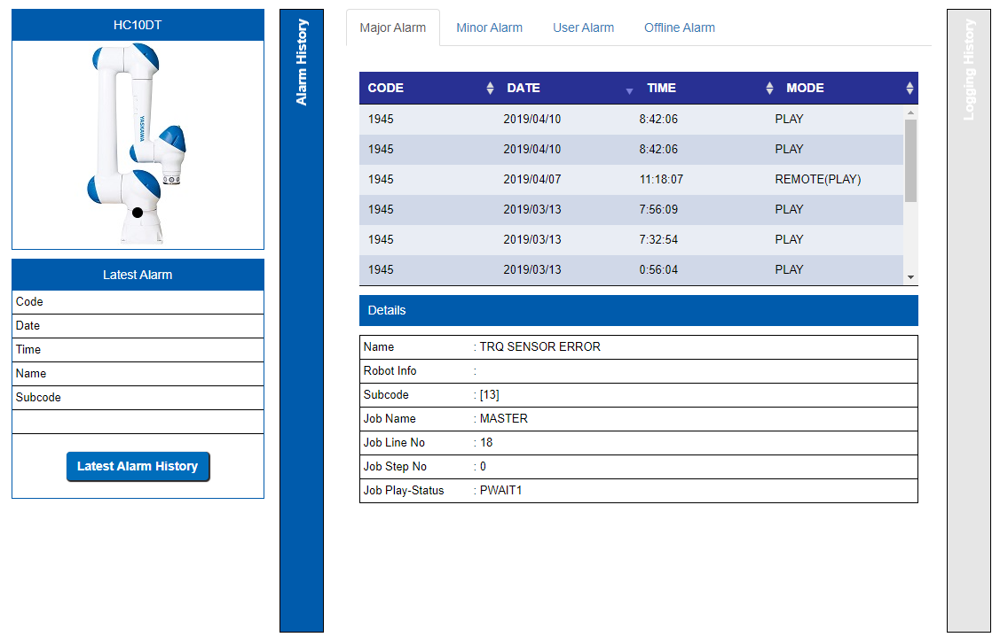 HC10DT
YASKAWA
Latest Alarm
Code
Date
Time
Name
Subcode
Latest Alarm History
Alarm History
Major Alarm Minor Alarm User Alarm Offline Alarm
CODE DATE TIME MODE
1945 2019/04/10 8:42:06 PLAY
1945 2019/04/10 8:42:06 PLAY
1945 2019/04/07 11:18:07 REMOTE(PLAY)
1945 2019/03/13 7:56:09 PLAY
1945 2019/03/13 7:32:54 PLAY
1945 2019/03/13 0:56:04 PLAY
Details
Name : TRQ SENSOR ERROR
Robot Info :
Subcode : [13]
Job Name : MASTER
Job Line No : 18
Job Step No : 0
Job Play-Status : PWAIT1
Logging History